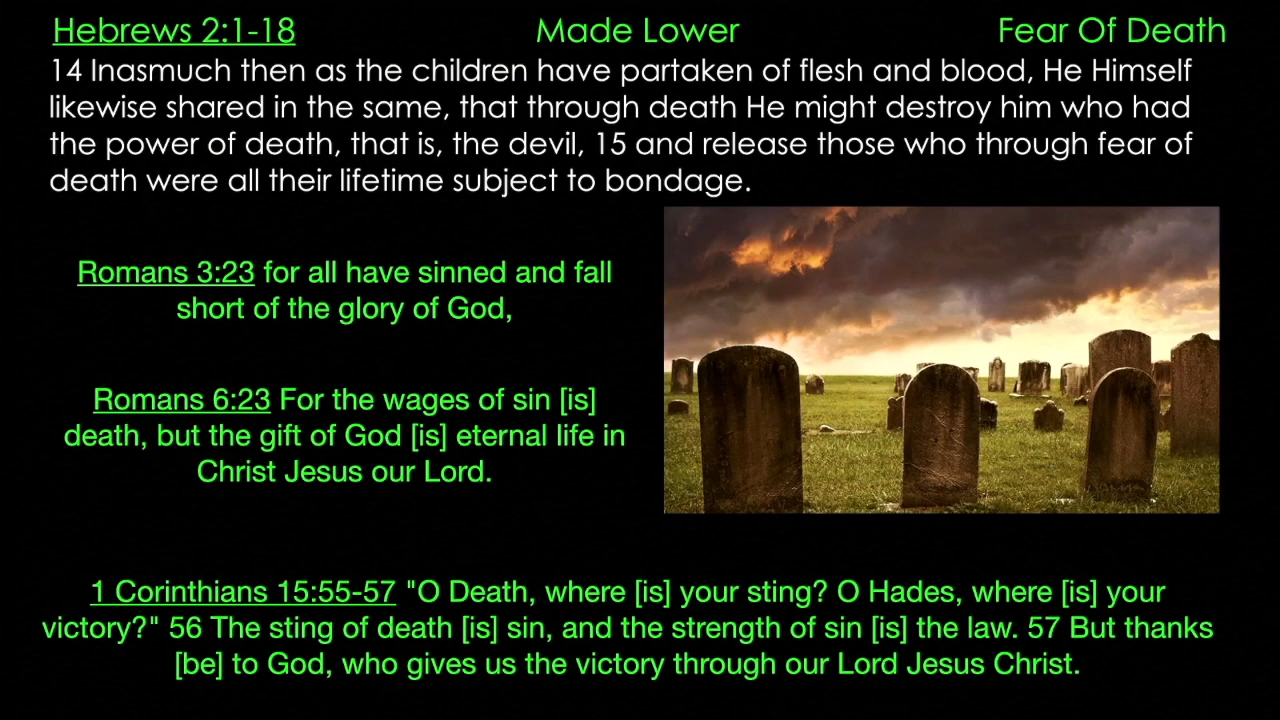 Hebrews 2:1-18 Made Lower Fear Of Death
14 Inasmuch then as the children have partaken of flesh and blood, He Himself
likewise shared in the same, that through death He might destroy him who had
the power of death, that is, the devil, 15 and release those who through fear of
death were all their lifetime subject to bondage.
Romans 3:23 for all have sinned and fall
short of the glory of God,
Romans 6:23 For the wages of sin [is]
death, but the gift of God [is] eternal life in
Christ Jesus our Lord.
1 Corinthians 15:55-57 "O Death, where [is] your sting? O Hades, where [is] your
victory?" 56 The sting of death [is] sin, and the strength of sin [is] the law. 57 But thanks
[be] to God, who gives us the victory through our Lord Jesus Christ.